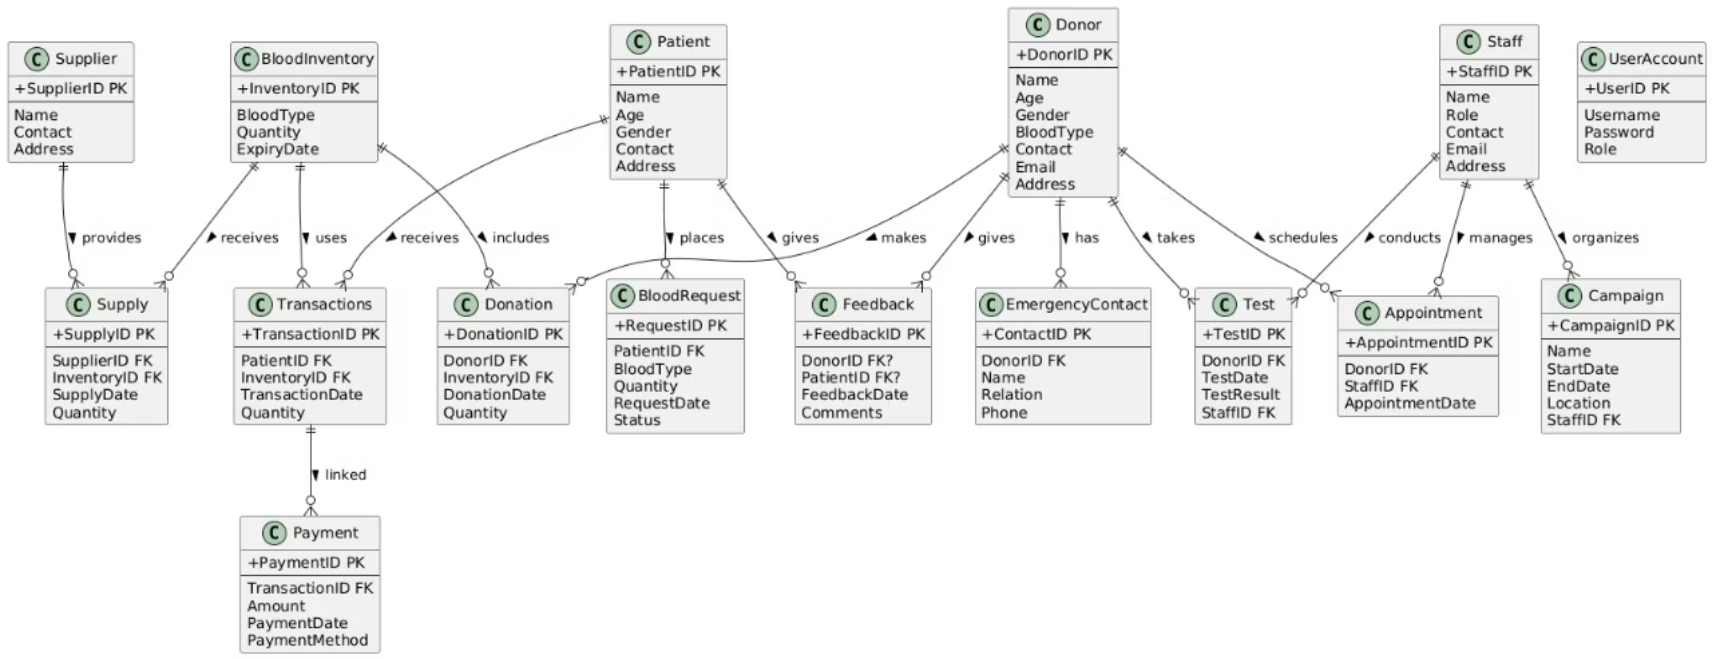 C Supplier
+SupplierID PK
Name
Contact
Address
C BloodInventory
+InventoryID PK
BloodType
Quantity
ExpiryDate
C Patient
+PatientID PK
Name
Age
Gender
Contact
Address
C Donor
+DonorID PK
Name
Age
Gender
BloodType
Contact
Email
Address
C Staff
+StaffID PK
Name
Role
Contact
Email
Address
C UserAccount
+UserID PK
Username
Password
Role
provides
receives
uses
receives
includes
places
gives
makes
gives
has
takes
schedules
conducts
manages
organizes
C Supply
+SupplyID PK
SupplierID FK
InventoryID FK
SupplyDate
Quantity
C Transactions
+TransactionID PK
PatientID FK
InventoryID FK
TransactionDate
Quantity
C Donation
+DonationID PK
DonorID FK
InventoryID FK
DonationDate
Quantity
C BloodRequest
+RequestID PK
PatientID FK
BloodType
Quantity
RequestDate
Status
C Feedback
+FeedbackID PK
DonorID FK?
PatientID FK?
FeedbackDate
Comments
C EmergencyContact
+ContactID PK
DonorID FK
Name
Relation
Phone
C Test
+TestID PK
DonorID FK
TestDate
TestResult
StaffID FK
C Appointment
+AppointmentID PK
DonorID FK
StaffID FK
AppointmentDate
C Campaign
+CampaignID PK
Name
StartDate
EndDate
Location
StaffID FK
linked
C Payment
+PaymentID PK
TransactionID FK
Amount
PaymentDate
PaymentMethod